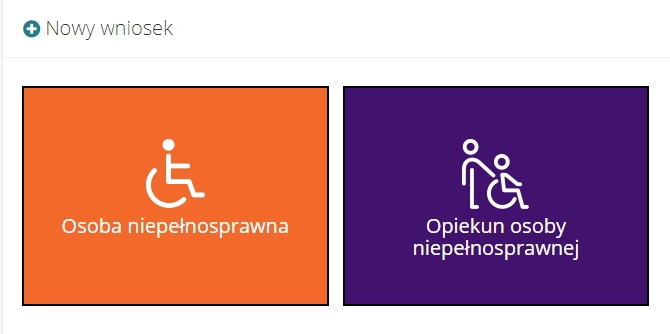 Nowy wniosek
Osoba niepełnosprawna
Opiekun osoby
niepełnosprawnej